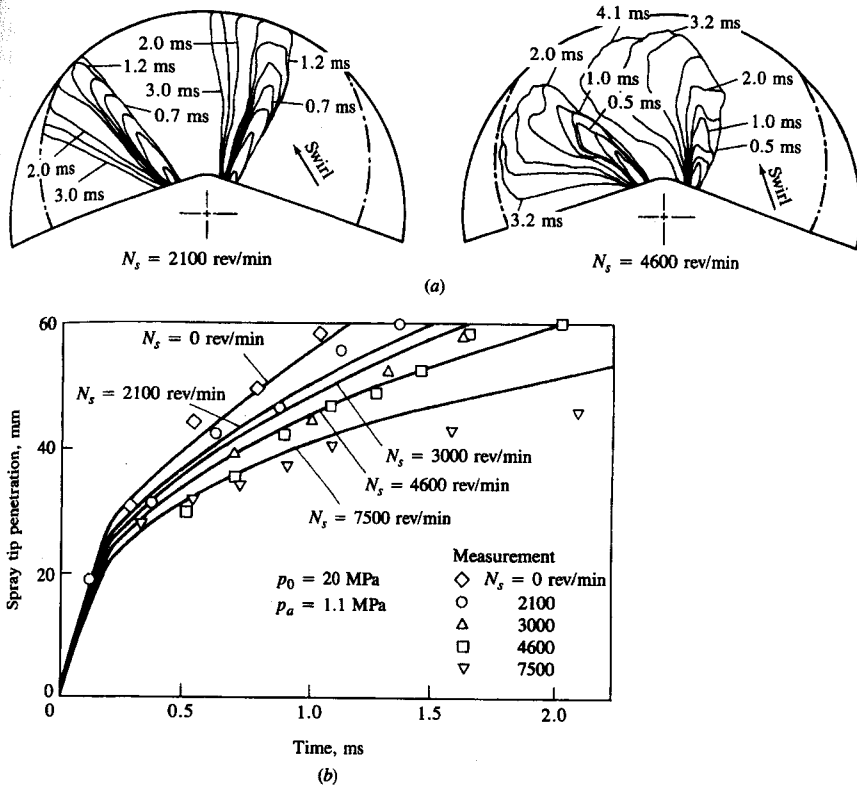 2.0 ms
1.2 ms
3.0 ms
0.7 ms
1.2 ms
0.7 ms
2.0 ms
3.0 ms
Swirl
N_s = 2100 rev/min
4.1 ms
3.2 ms
2.0 ms
1.0 ms
0.5 ms
2.0 ms
1.0 ms
0.5 ms
3.2 ms
Swirl
N_s = 4600 rev/min
(a)
60
40
20
0
Spray tip penetration, mm
N_s = 0 rev/min
N_s = 2100 rev/min
N_s = 3000 rev/min
N_s = 4600 rev/min
N_s = 7500 rev/min
p_0 = 20 MPa
p_a = 1.1 MPa
Measurement
◇ N_s = 0 rev/min
○ 2100
△ 3000
□ 4600
▽ 7500
0 0.5 1.0 1.5 2.0
Time, ms
(b)